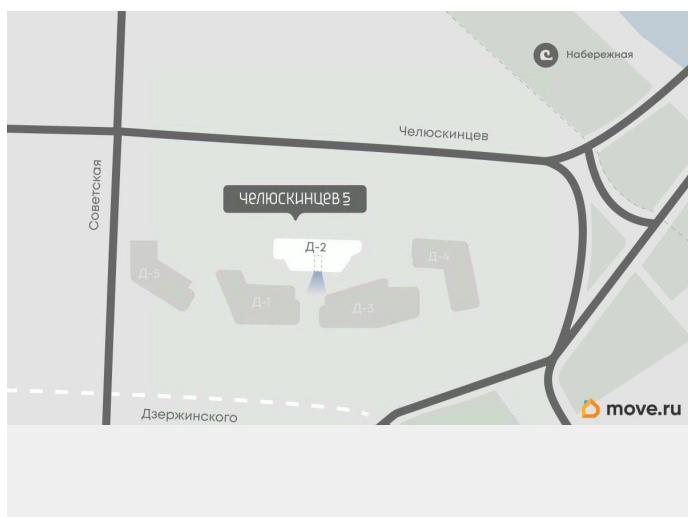 Набережная
Челюскинцев
Советская
челюскинцев 5
Д-2
Д-4
Д-5
Д-1
Д-3
Дзержинского
move.ru